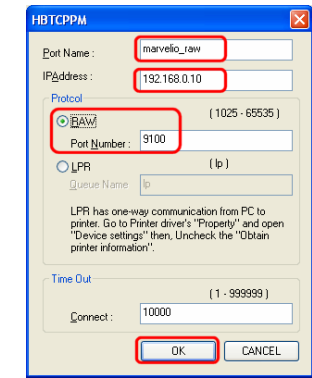 HBTCPPM
Port Name : marvelio_raw
IPAddress : 192.168.0.10
Protcol
RAW ( 1025 - 65535 )
Port Number : 9100
LPR ( lp )
Queue Name lp
LPR has one-way communication from PC to
printer. Go to Printer driver's "Property" and open
"Device settings" then, Uncheck the "Obtain
printer information".
Time Out
( 1 - 999999 )
Connect : 10000
OK CANCEL